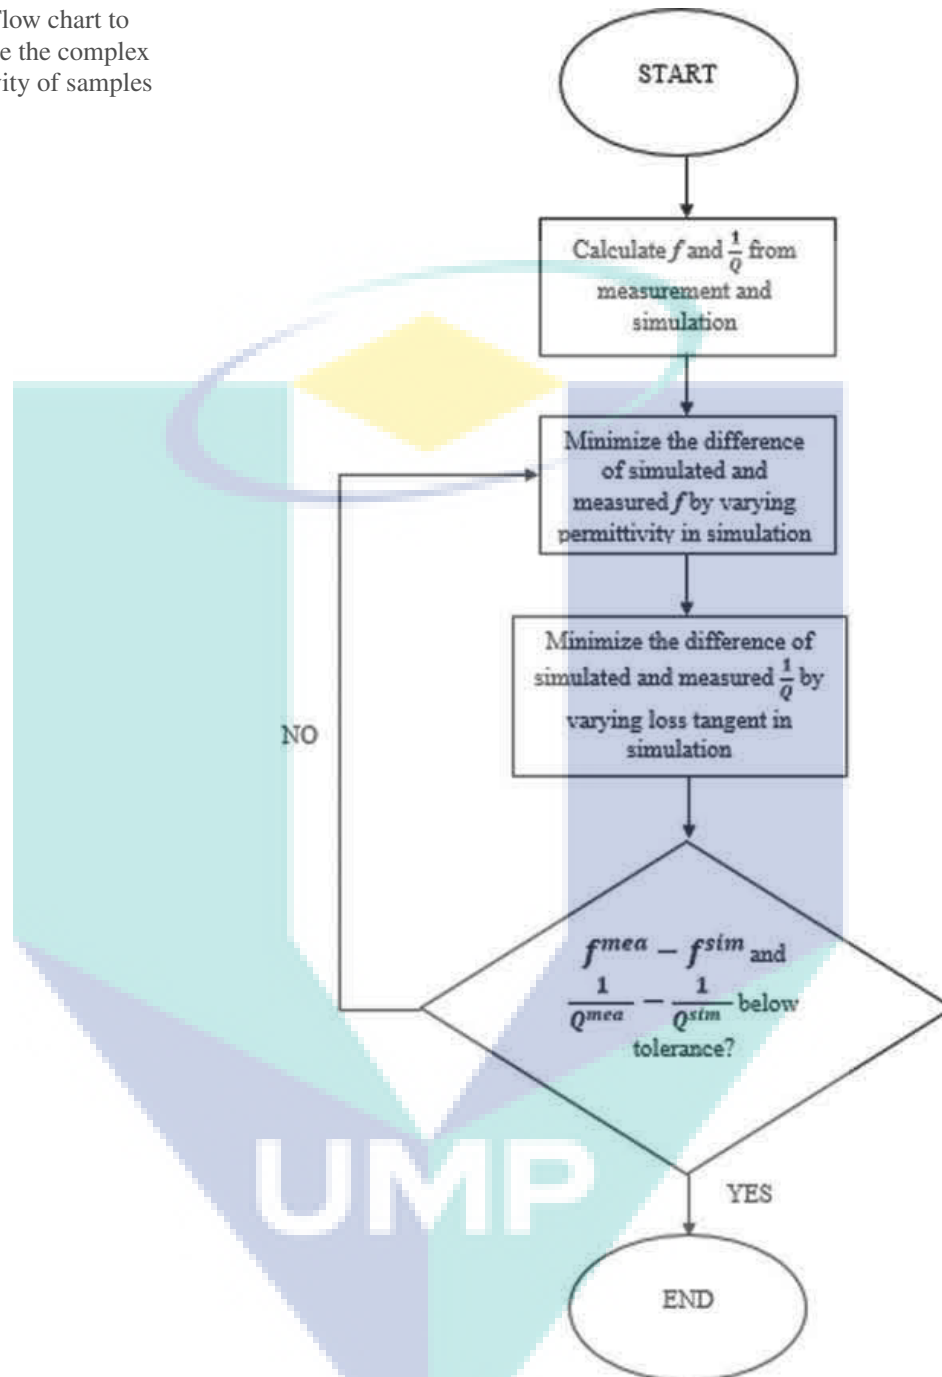 Flow chart to
e the complex
vity of samples
START
Calculate f and 1/Q from
measurement and
simulation
Minimize the difference
of simulated and
measured f by varying
permittivity in simulation
Minimize the difference of
simulated and measured 1/Q by
varying loss tangent in
simulation
NO
f^mea − f^sim and
1/Q^mea − 1/Q^sim below
tolerance?
YES
END
UMP